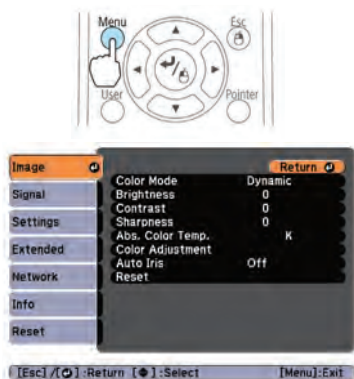 Menu
Esc
User
Pointer
Image
Return
Color Mode Dynamic
Brightness 0
Contrast 0
Sharpness 0
Abs. Color Temp. K
Color Adjustment
Auto Iris Off
Reset
Signal
Settings
Extended
Network
Info
Reset
[Esc] /[ ] :Return [ ] :Select [Menu]:Exit